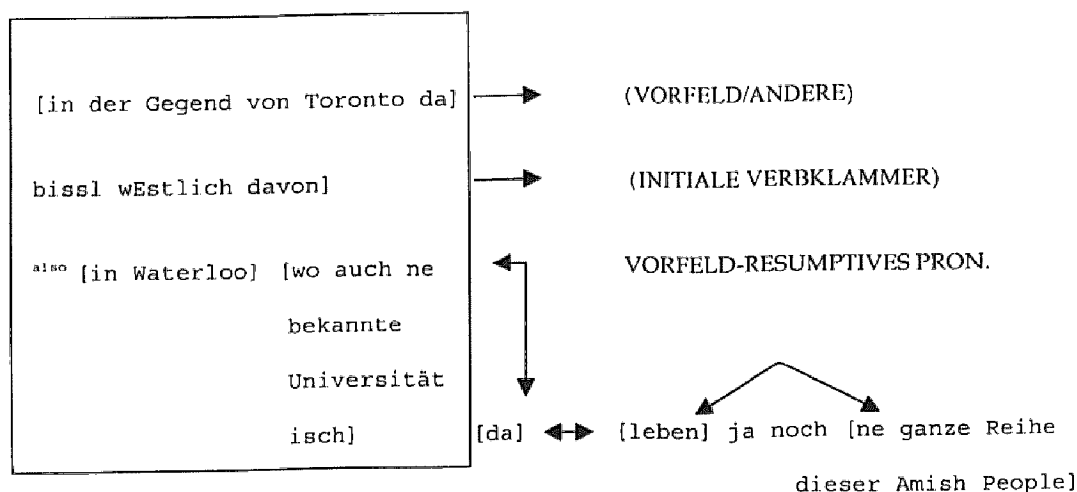 [in der Gegend von Toronto da] (VORFELD/ANDERE)
bissl wEstlich davon] (INITIALE VERBKLAMMER)
also [in Waterloo] [wo auch ne VORFELD-RESUMPTIVES PRON.
bekannte
Universität
isch] [da] [leben] ja noch [ne ganze Reihe
dieser Amish People]